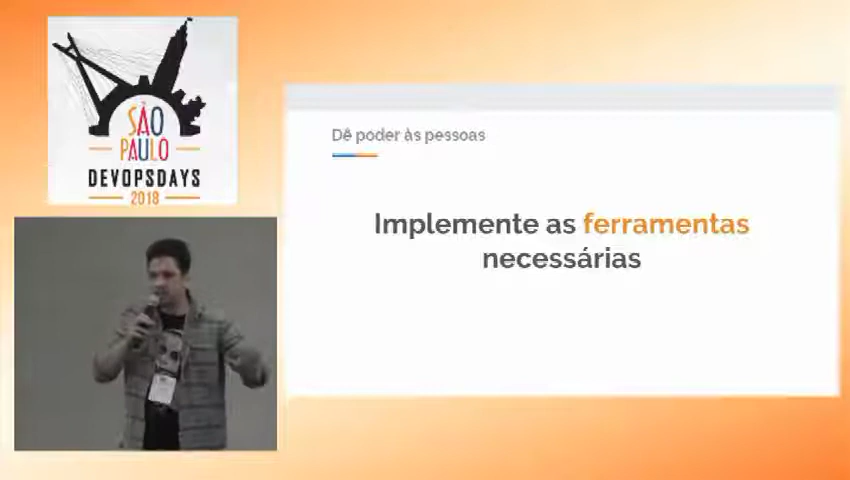 SÃO
PAULO
DEVOPSDAYS
2018
Dê poder às pessoas
Implemente as ferramentas
necessárias